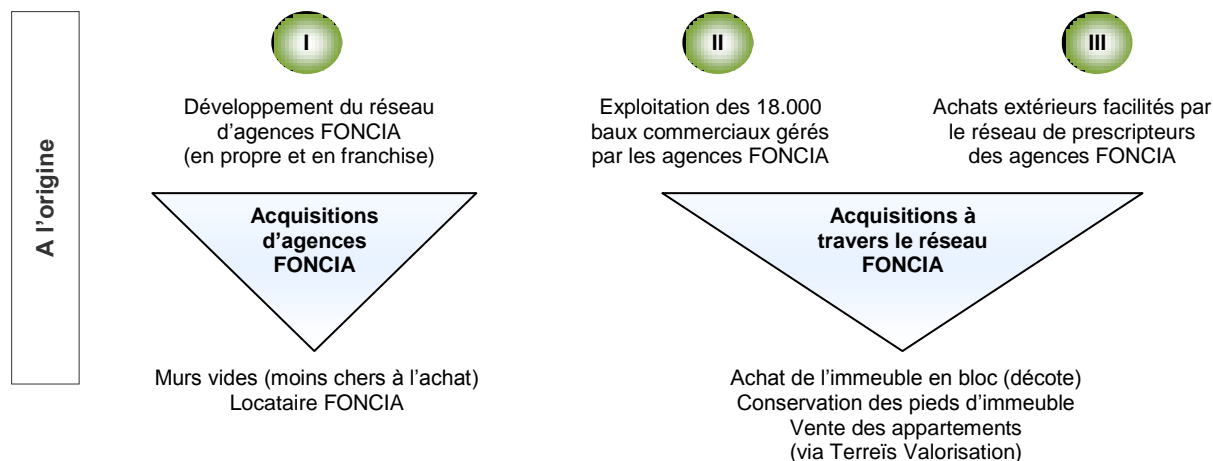 A l'origine
I
Développement du réseau
d'agences FONCIA
(en propre et en franchise)
Acquisitions
d'agences
FONCIA
Murs vides (moins chers à l'achat)
Locataire FONCIA
II
Exploitation des 18.000
baux commerciaux gérés
par les agences FONCIA
III
Achats extérieurs facilités par
le réseau de prescripteurs
des agences FONCIA
Acquisitions à
travers le réseau
FONCIA
Achat de l'immeuble en bloc (décote)
Conservation des pieds d'immeuble
Vente des appartements
(via Terreïs Valorisation)